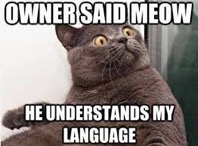 OWNER SAID MEOW
HE UNDERSTANDS MY
LANGUAGE